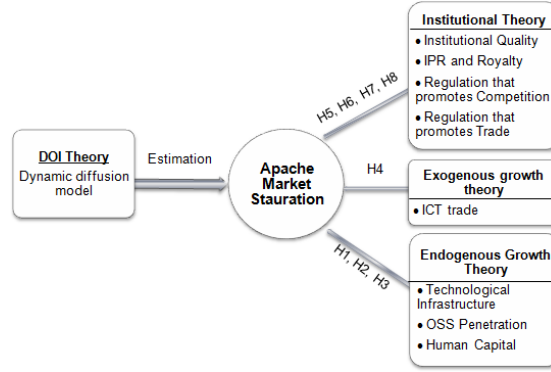 DOI Theory
Dynamic diffusion
model
Estimation
Apache
Market
Stauration
H5, H6, H7, H8
H4
H1, H2, H3
Institutional Theory
• Institutional Quality
• IPR and Royalty
• Regulation that
promotes Competition
• Regulation that
promotes Trade
Exogenous growth
theory
• ICT trade
Endogenous Growth
Theory
• Technological
Infrastructure
• OSS Penetration
• Human Capital